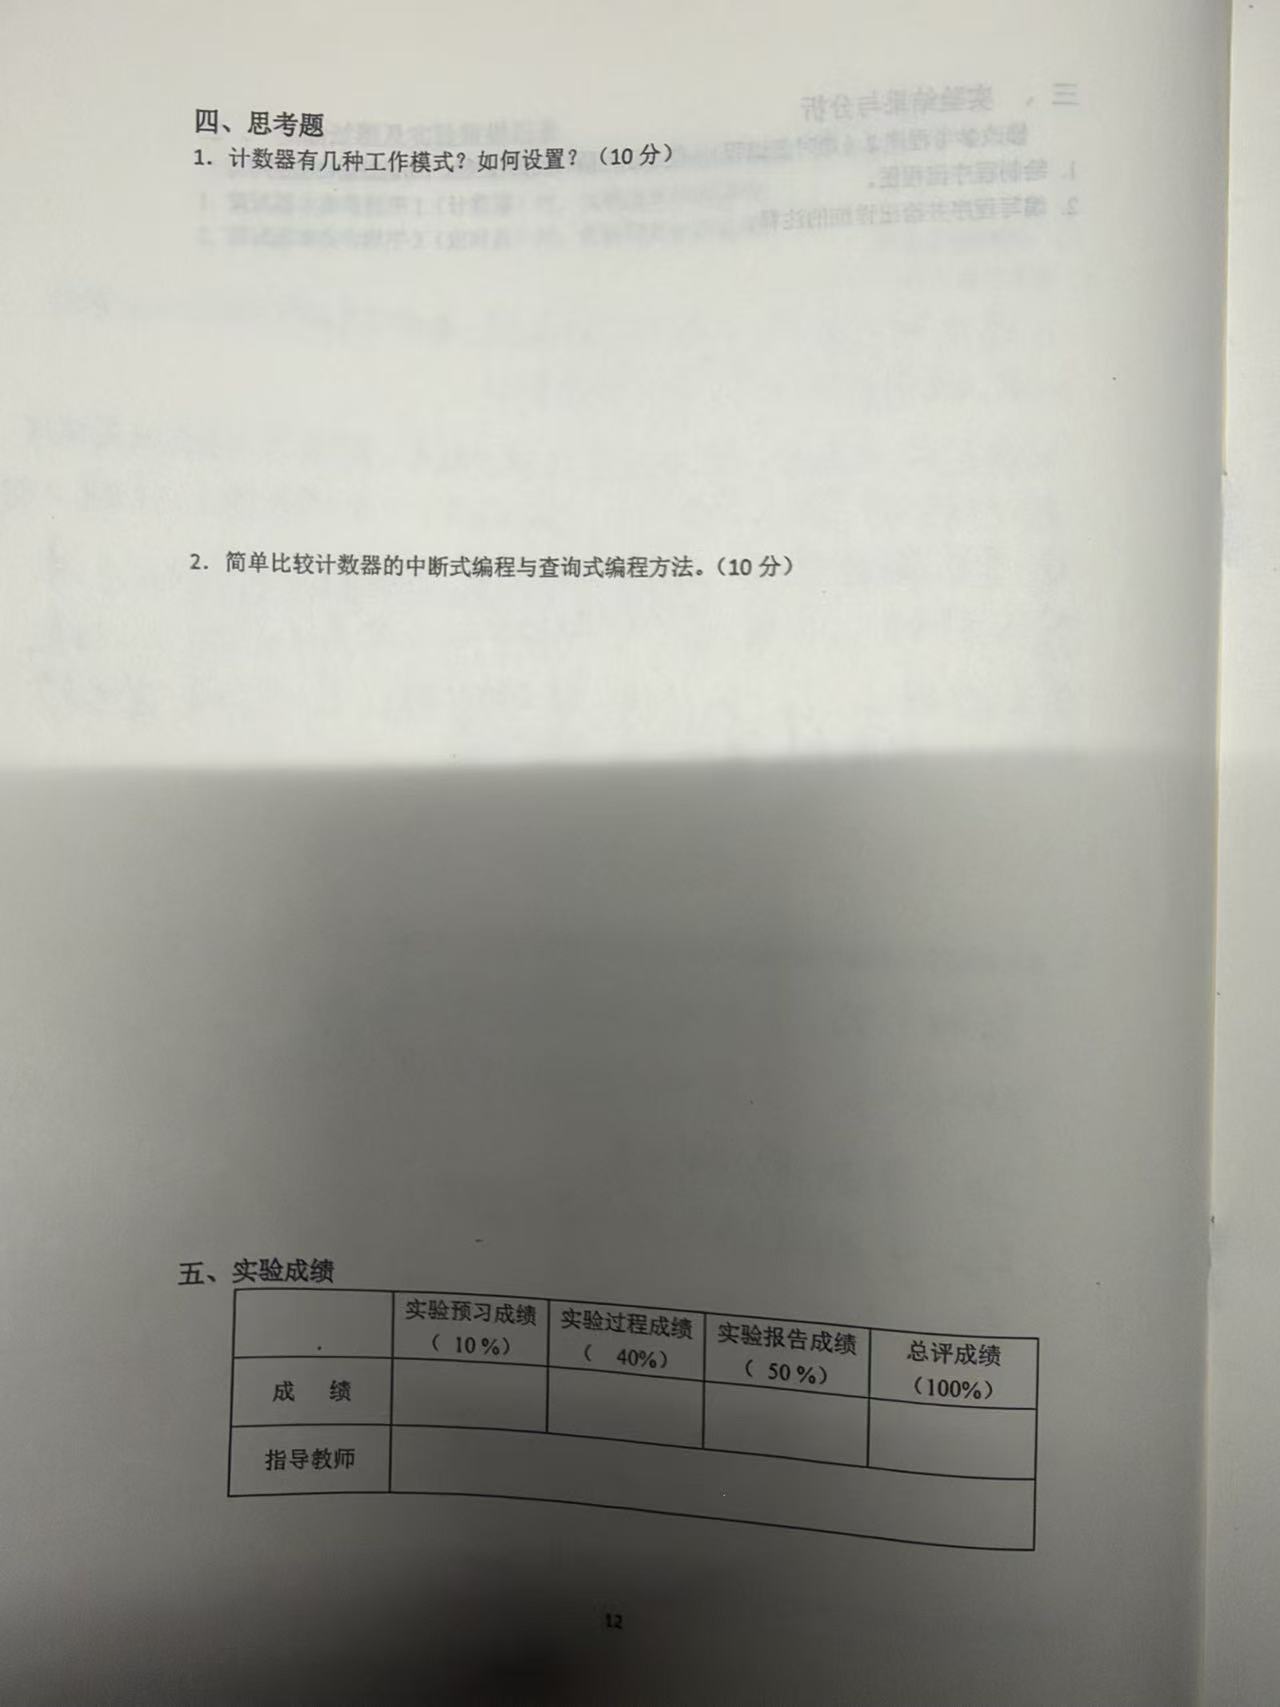 四、思考题
1. 计数器有几种工作模式？如何设置？（10 分）
2. 简单比较计数器的中断式编程与查询式编程方法。（10 分）
五、实验成绩
实验预习成绩 实验过程成绩 实验报告成绩 总评成绩
（ 10 %） （ 40%） （ 50 %） （100%）
成 绩
指导教师
12